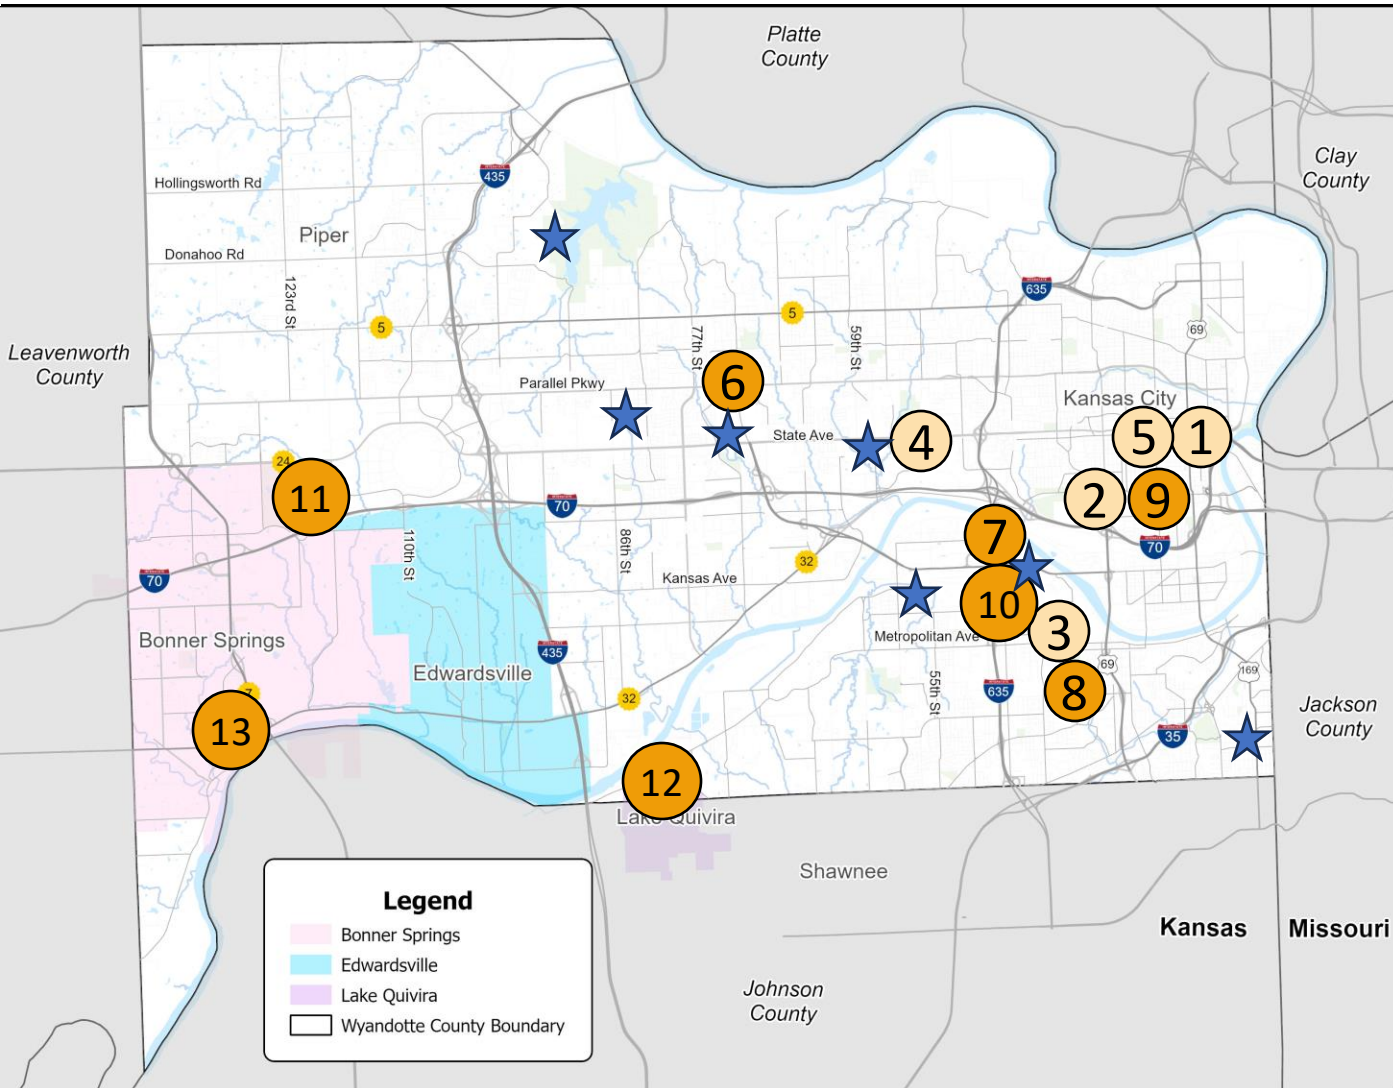 Platte
County
Clay
County
435
Hollingsworth Rd
Piper
Donahoo Rd
123rd St
635
5
5
69
77th St
59th St
Leavenworth
County
Parallel Pkwy
6
Kansas City
State Ave
4
5
1
24
11
70
2
9
7
70
110th St
86th St
32
70
Kansas Ave
10
3
Metropolitan Ave
Bonner Springs
435
Edwardsville
69
169
55th St
635
8
7
32
13
35
Jackson
County
12
Lake Quivira
Shawnee
Legend
Bonner Springs
Edwardsville
Lake Quivira
Wyandotte County Boundary
Kansas
Missouri
Johnson
County